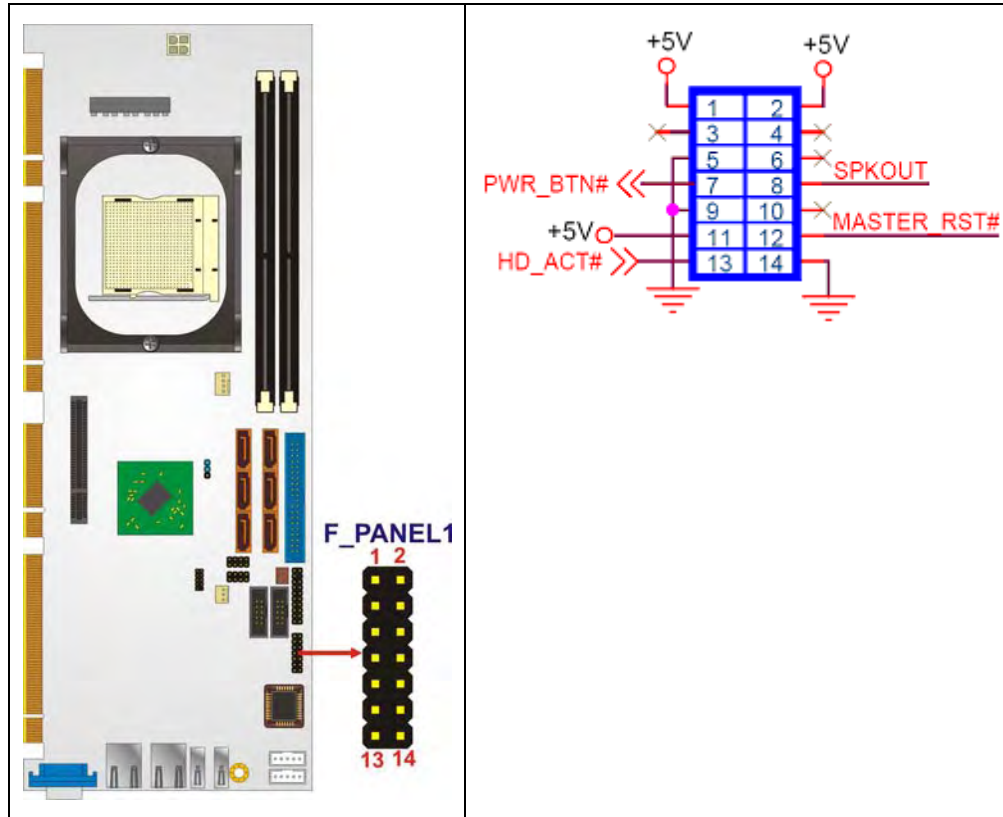 F_PANEL1
1 2
13 14
+5V +5V
1 2
3 4
5 6
PWR_BTN# 7 8 SPKOUT
9 10
+5V 11 12 MASTER_RST#
HD_ACT# 13 14